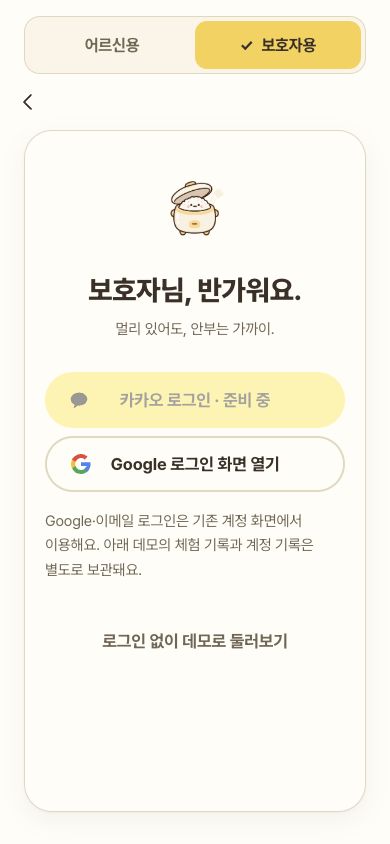 어르신용
보호자용
보호자님, 반가워요.
멀리 있어도, 안부는 가까이.
카카오 로그인 · 준비 중
Google 로그인 화면 열기
Google·이메일 로그인은 기존 계정 화면에서
이용해요. 아래 데모의 체험 기록과 계정 기록은
별도로 보관돼요.
로그인 없이 데모로 둘러보기